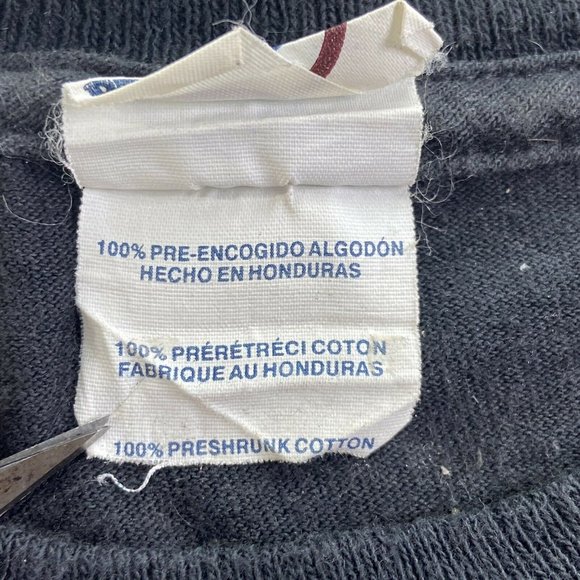 100% PRE-ENCOGIDO ALGODÓN
HECHO EN HONDURAS
100% PRÉRÉTRÉCI COTON
FABRIQUE AU HONDURAS
100% PRESHRUNK COTTON